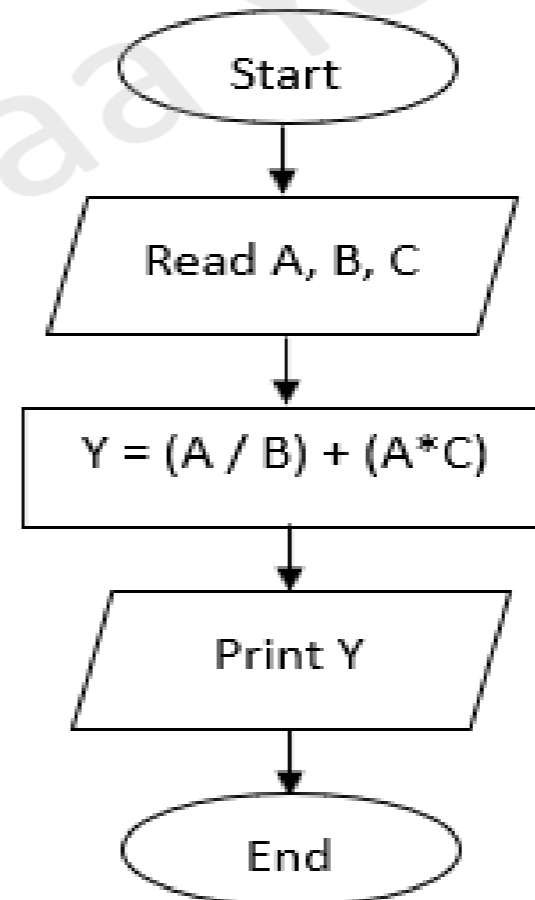 Start
Read A, B, C
Y = (A / B) + (A*C)
Print Y
End